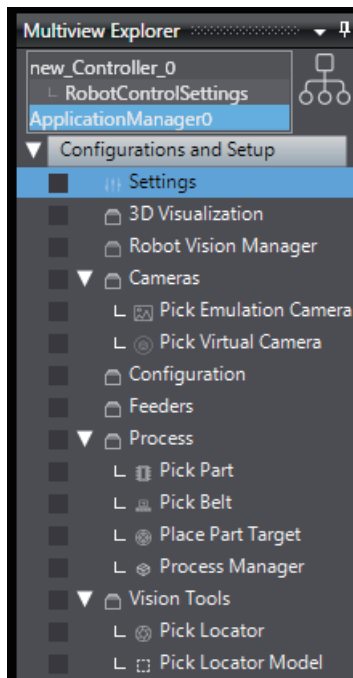 Multiview Explorer
new_Controller_0
RobotControlSettings
ApplicationManager0
Configurations and Setup
Settings
3D Visualization
Robot Vision Manager
Cameras
Pick Emulation Camera
Pick Virtual Camera
Configuration
Feeders
Process
Pick Part
Pick Belt
Place Part Target
Process Manager
Vision Tools
Pick Locator
Pick Locator Model